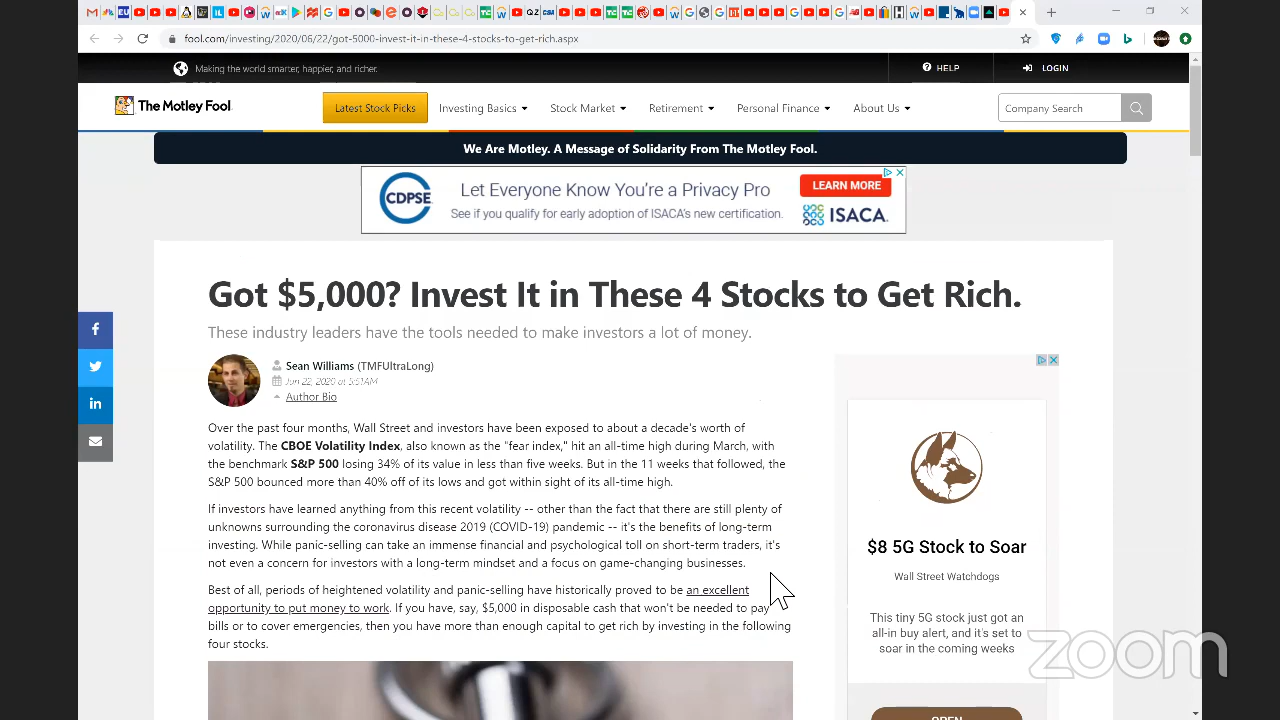 fool.com/investing/2020/06/22/got-5000-invest-it-in-these-4-stocks-to-get-rich.aspx
Making the world smarter, happier, and richer.
HELP
LOGIN
The Motley Fool
Latest Stock Picks
Investing Basics
Stock Market
Retirement
Personal Finance
About Us
Company Search
We Are Motley. A Message of Solidarity From The Motley Fool.
CDPSE
Let Everyone Know You're a Privacy Pro
See if you qualify for early adoption of ISACA's new certification.
LEARN MORE
ISACA.
Got $5,000? Invest It in These 4 Stocks to Get Rich.
These industry leaders have the tools needed to make investors a lot of money.
Sean Williams (TMFUltraLong)
Jun 22, 2020 at 5:51AM
Author Bio
Over the past four months, Wall Street and investors have been exposed to about a decade's worth of
volatility. The CBOE Volatility Index, also known as the "fear index," hit an all-time high during March, with
the benchmark S&P 500 losing 34% of its value in less than five weeks. But in the 11 weeks that followed, the
S&P 500 bounced more than 40% off of its lows and got within sight of its all-time high.
If investors have learned anything from this recent volatility -- other than the fact that there are still plenty of
unknowns surrounding the coronavirus disease 2019 (COVID-19) pandemic -- it's the benefits of long-term
investing. While panic-selling can take an immense financial and psychological toll on short-term traders, it's
not even a concern for investors with a long-term mindset and a focus on game-changing businesses.
Best of all, periods of heightened volatility and panic-selling have historically proved to be an excellent
opportunity to put money to work. If you have, say, $5,000 in disposable cash that won't be needed to pay
bills or to cover emergencies, then you have more than enough capital to get rich by investing in the following
four stocks.
$8 5G Stock to Soar
Wall Street Watchdogs
This tiny 5G stock just got an
all-in buy alert, and it's set to
soar in the coming weeks
OPEN
zoom